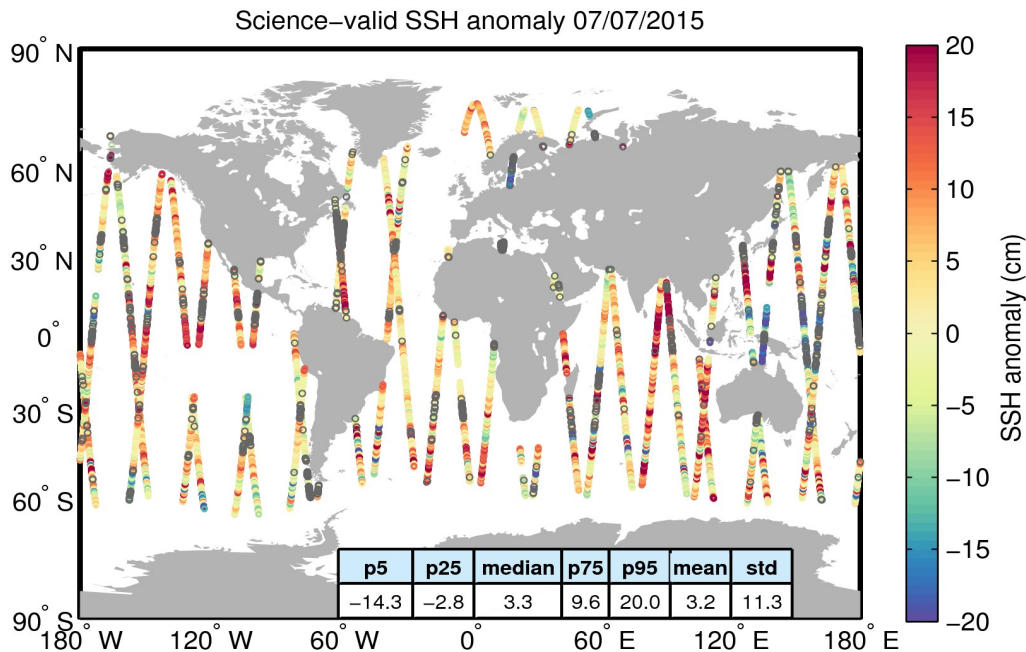 Science−valid SSH anomaly 07/07/2015
90° N
60° N
30° N
0°
30° S
60° S
90° S
180° W
120° W
60° W
0°
60° E
120° E
180° E
p5 p25 median p75 p95 mean std
−14.3 −2.8 3.3 9.6 20.0 3.2 11.3
20
15
10
5
0
−5
−10
−15
−20
SSH anomaly (cm)